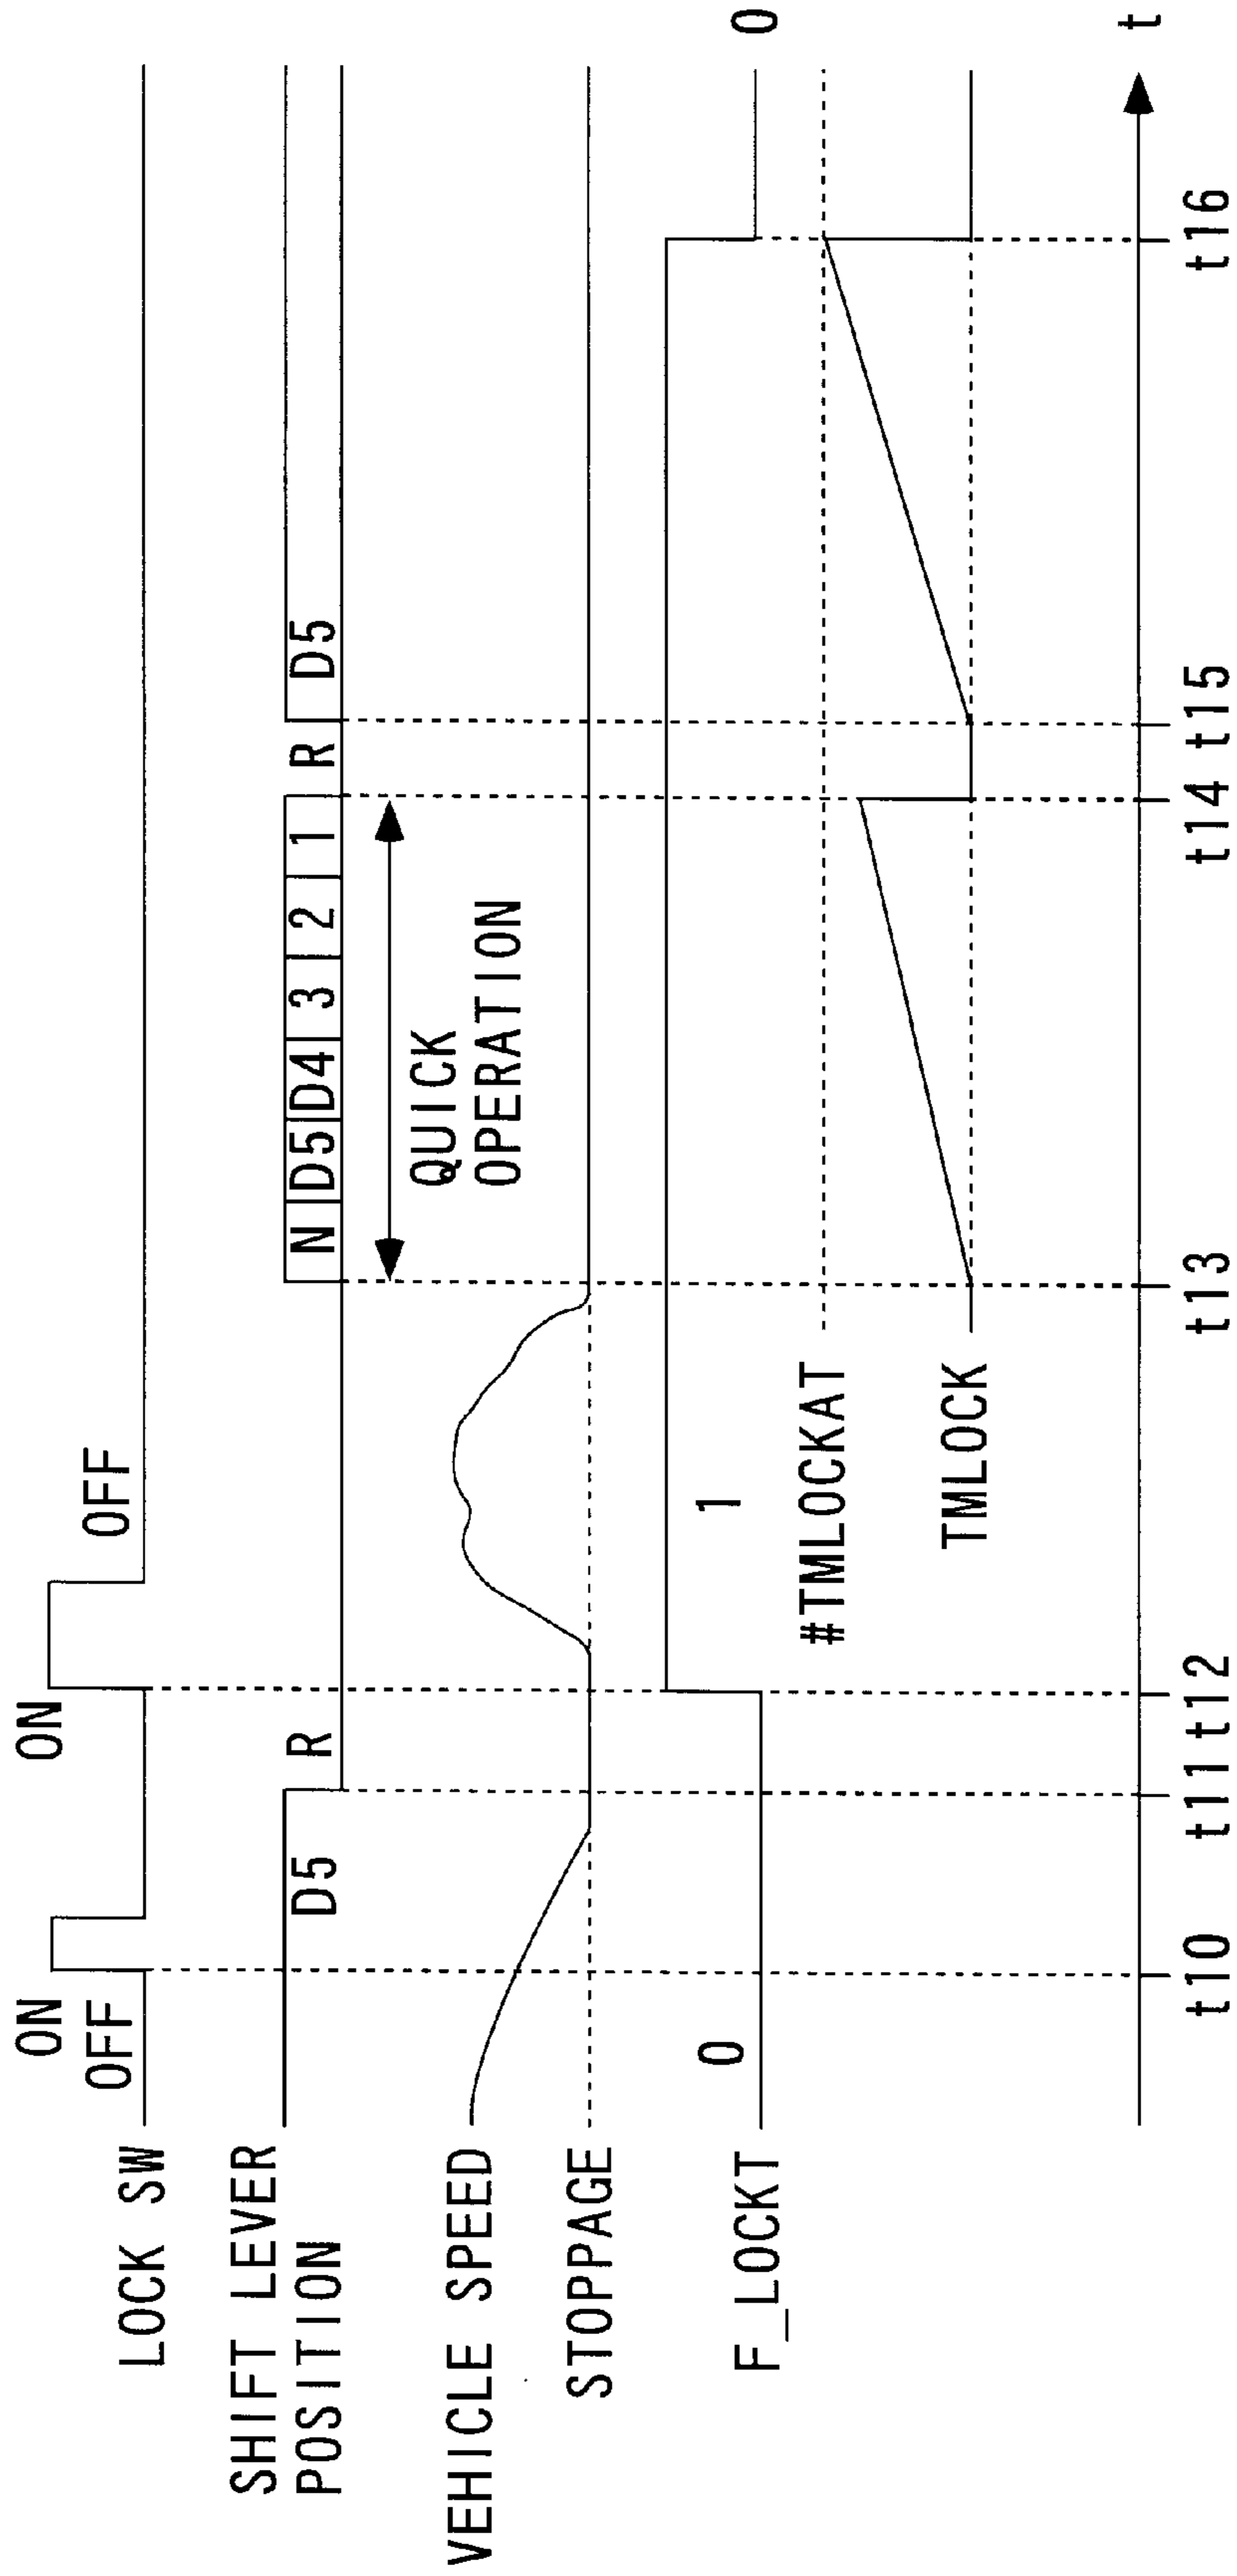 LOCK SW
ON
OFF
ON
OFF
SHIFT LEVER
POSITION
D5
R
N D5 D4 3 2 1
R
D5
QUICK
OPERATION
VEHICLE SPEED
STOPPAGE
F_LOCKT
0
1
0
#TMLOCKAT
TMLOCK
t10
t11
t12
t13
t14
t15
t16
t